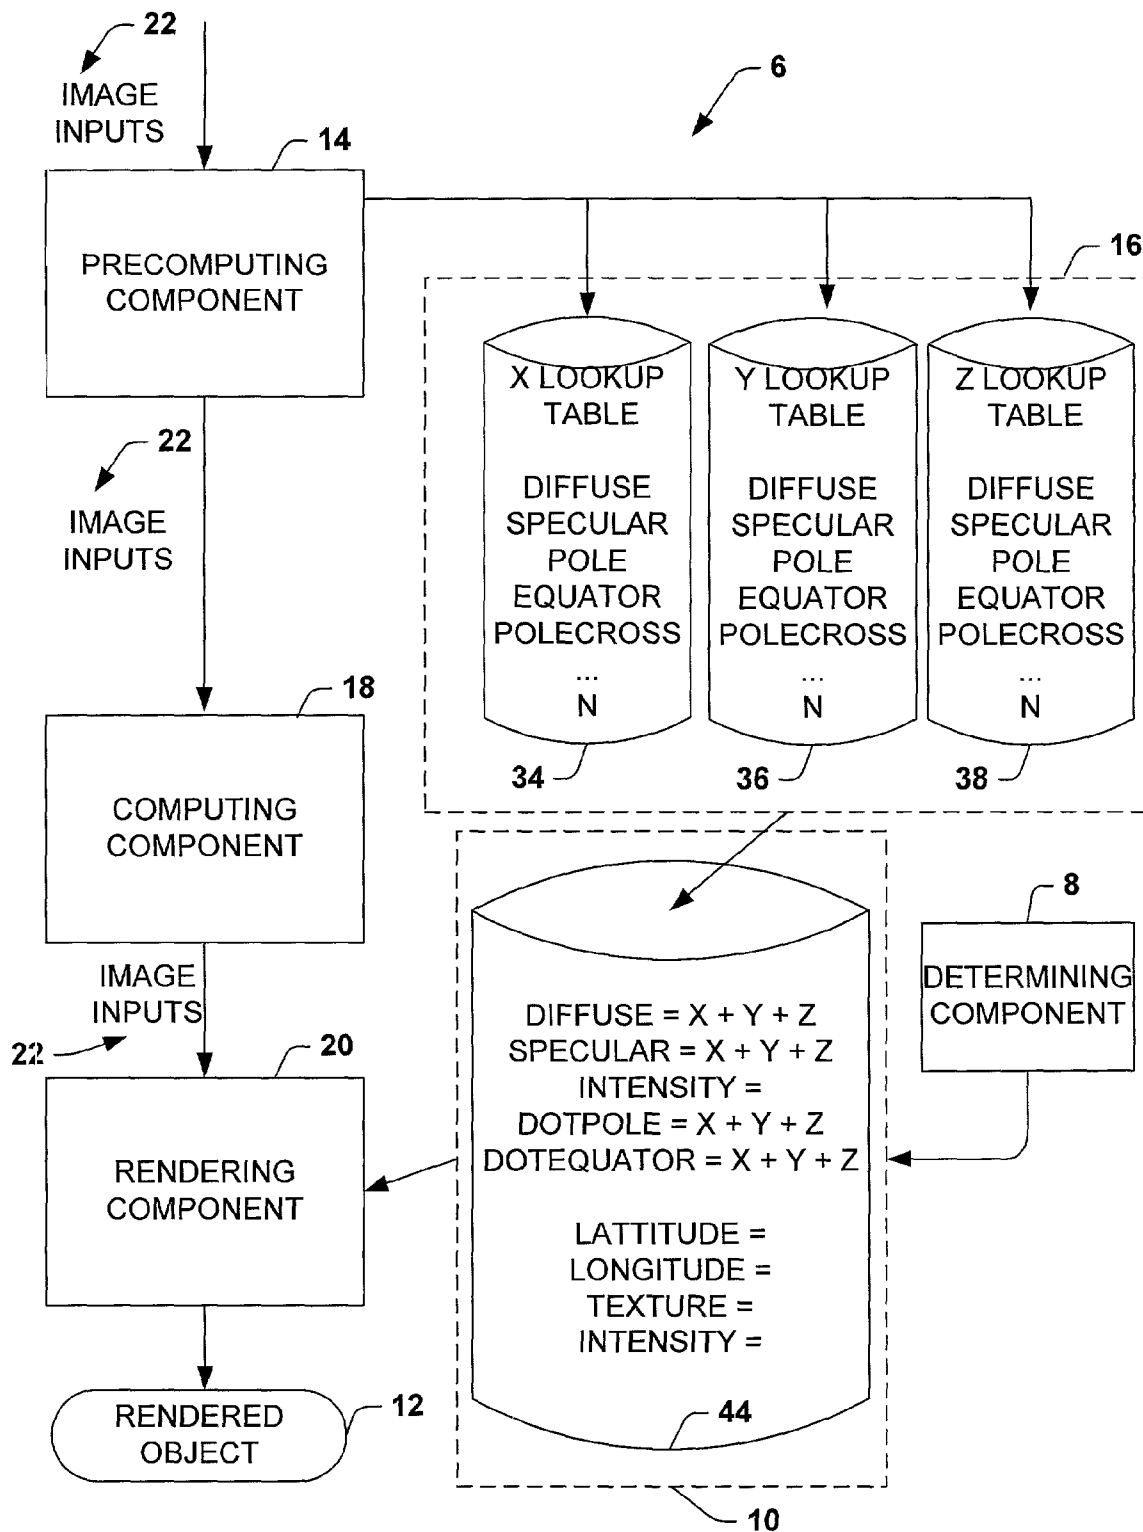 22
IMAGE
INPUTS
6
14
PRECOMPUTING
COMPONENT
16
X LOOKUP
TABLE
DIFFUSE
SPECULAR
POLE
EQUATOR
POLECROSS
...
N
34
Y LOOKUP
TABLE
DIFFUSE
SPECULAR
POLE
EQUATOR
POLECROSS
...
N
36
Z LOOKUP
TABLE
DIFFUSE
SPECULAR
POLE
EQUATOR
POLECROSS
...
N
38
22
IMAGE
INPUTS
18
COMPUTING
COMPONENT
IMAGE
INPUTS
22
20
RENDERING
COMPONENT
8
DETERMINING
COMPONENT
DIFFUSE = X + Y + Z
SPECULAR = X + Y + Z
INTENSITY =
DOTPOLE = X + Y + Z
DOTEQUATOR = X + Y + Z
LATTITUDE =
LONGITUDE =
TEXTURE =
INTENSITY =
44
10
RENDERED
OBJECT
12